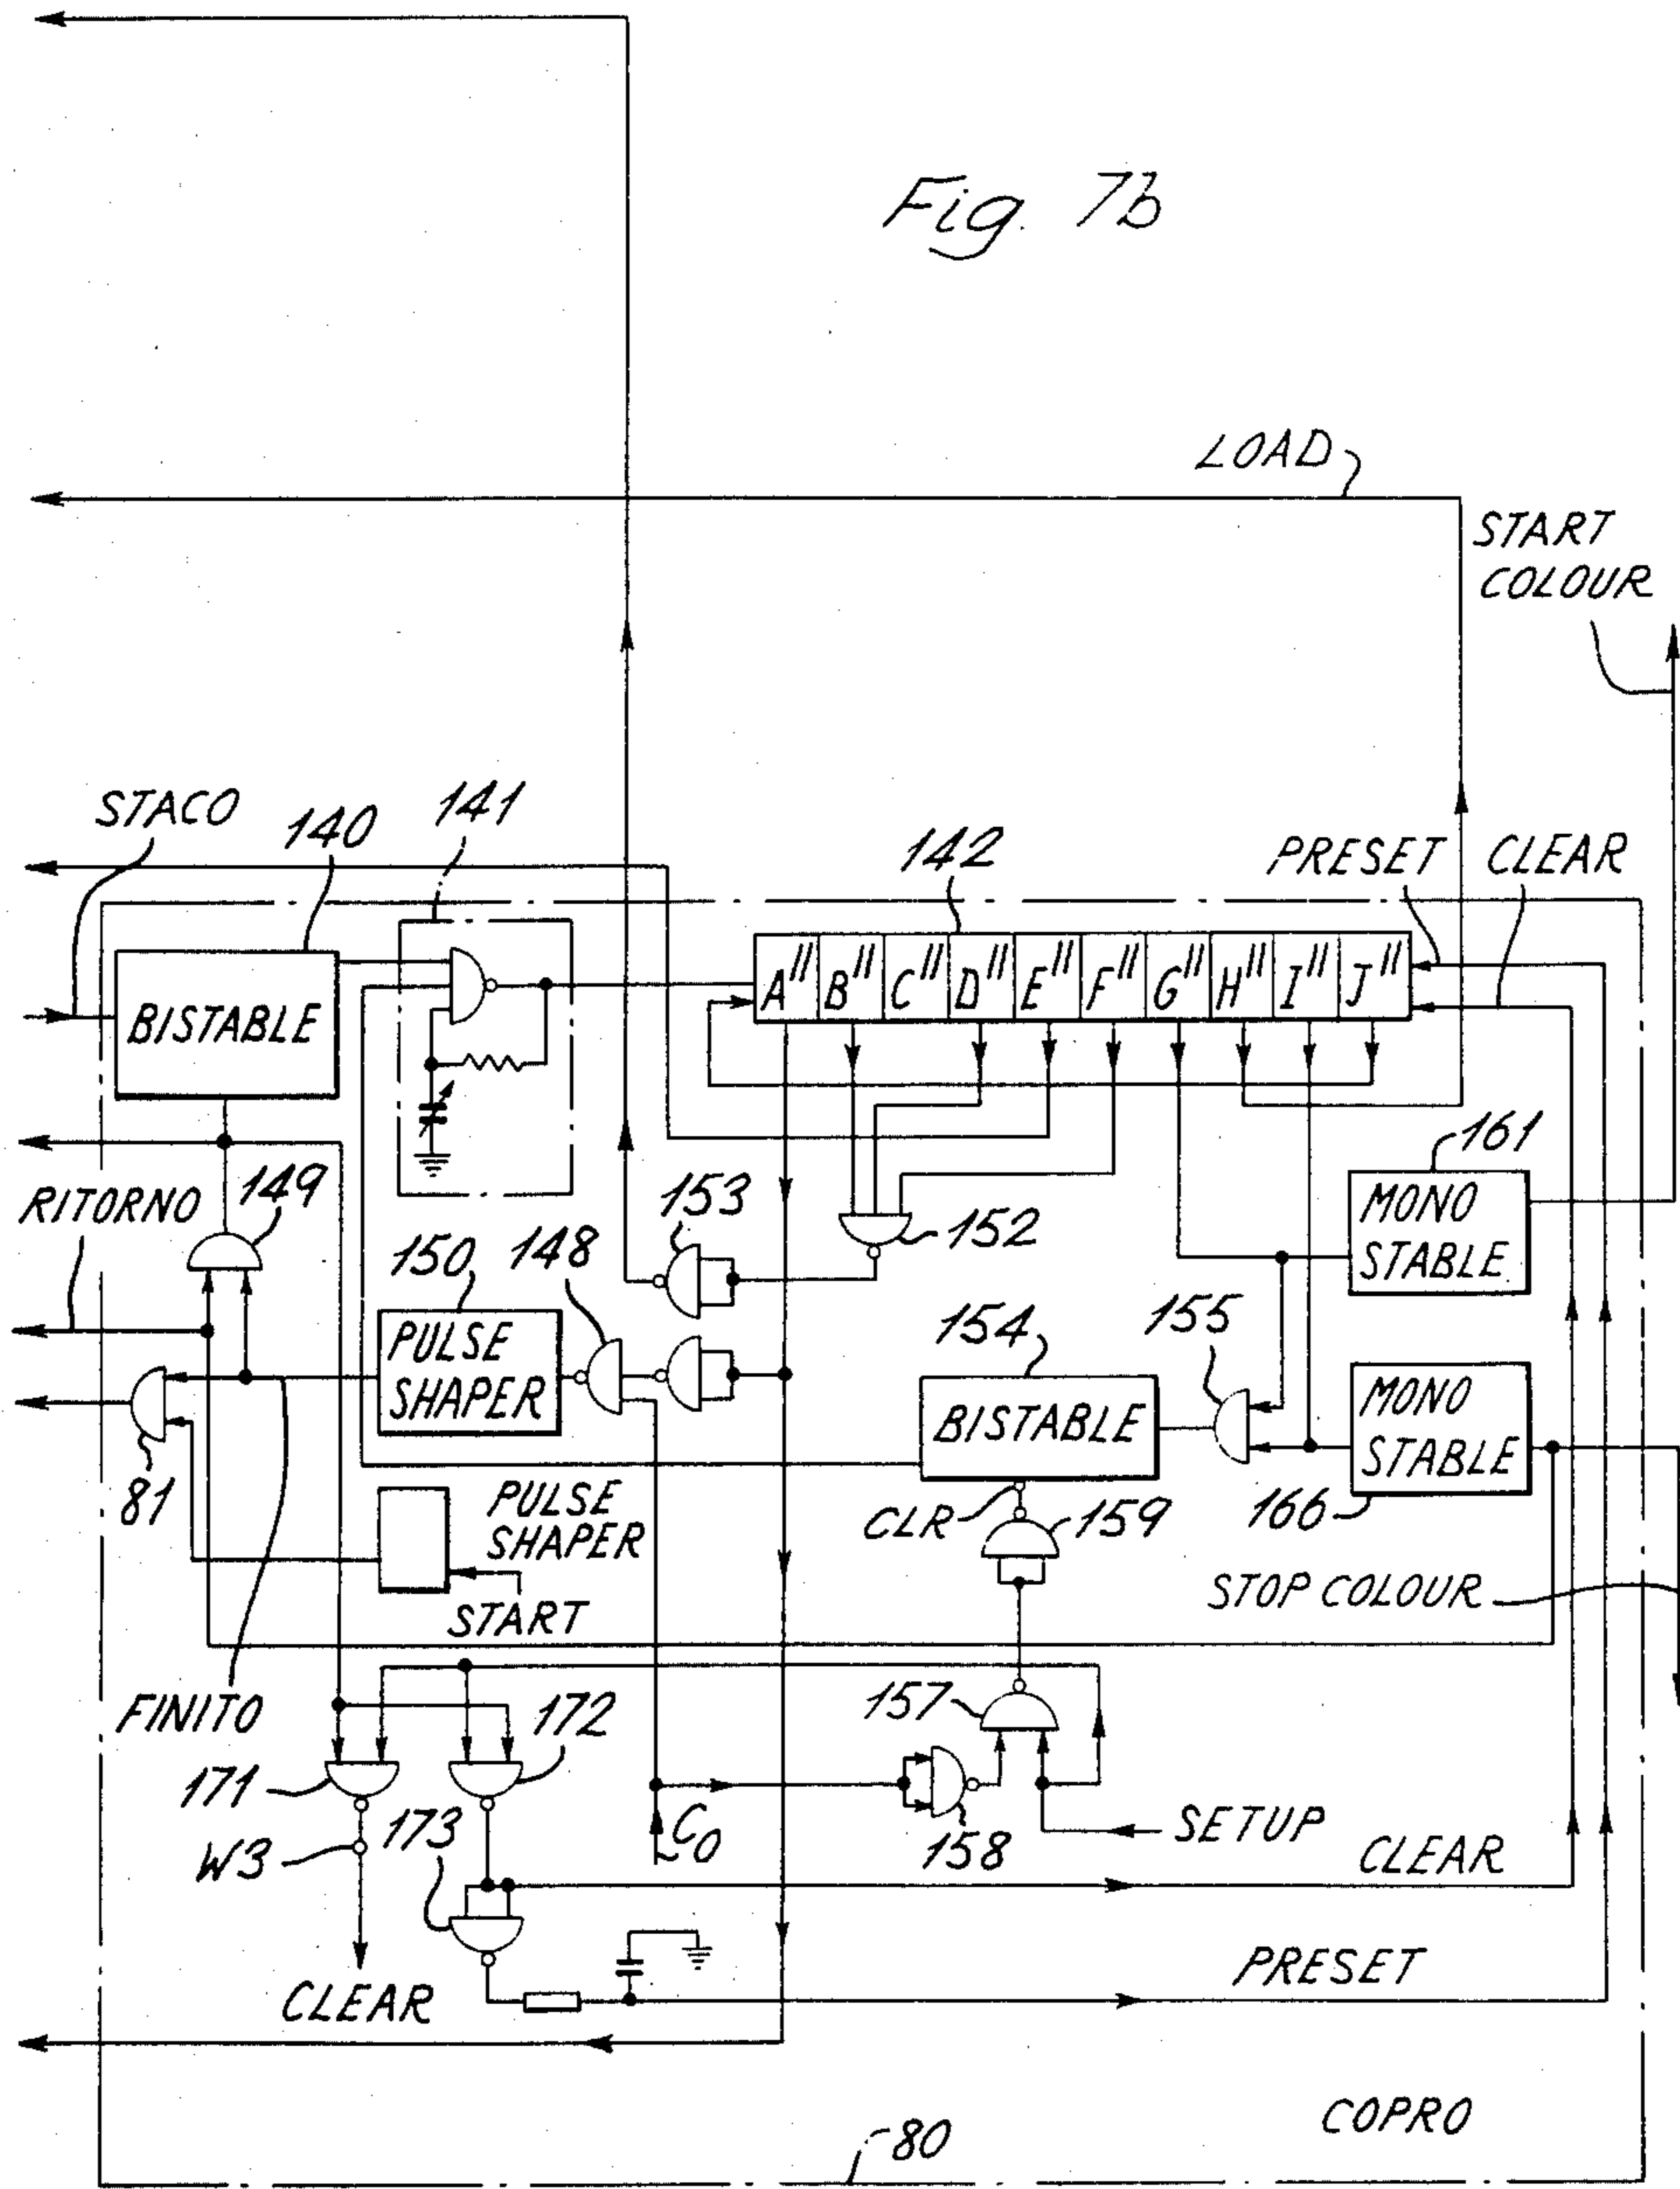 Fig. 7b
LOAD
START
COLOUR
STACO
140
141
142
PRESET
CLEAR
BISTABLE
A" B" C" D" E" F" G" H" I" J"
161
MONO
STABLE
RITORNO
149
153
152
150
148
PULSE
SHAPER
154
155
BISTABLE
MONO
STABLE
81
PULSE
SHAPER
CLR
159
166
START
STOP COLOUR
FINITO
172
157
171
173
C0
158
SETUP
W3
CLEAR
CLEAR
PRESET
COPRO
80